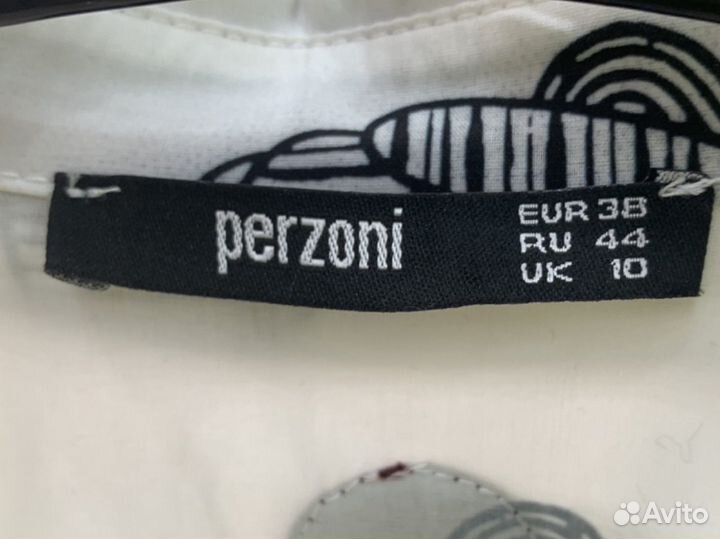 perzoni
EUR 38
RU 44
UK 10
Avito